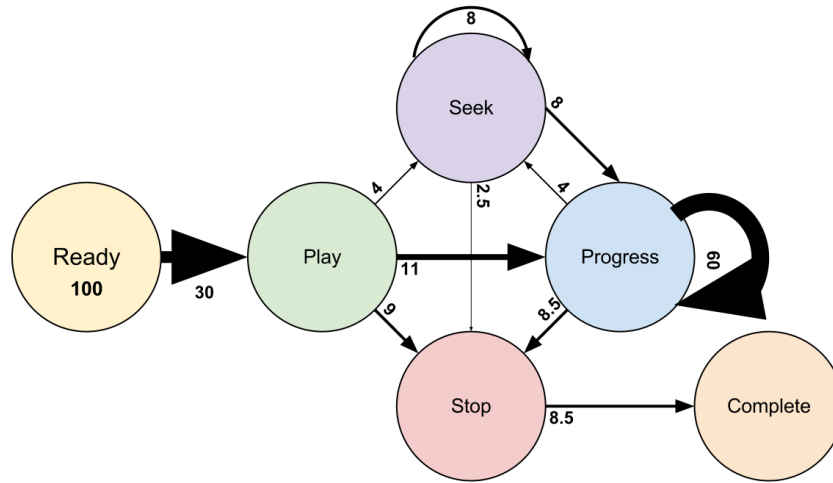 8
Seek
8
4
2.5
4
Ready
100
30
Play
11
Progress
60
9
8.5
Stop
8.5
Complete